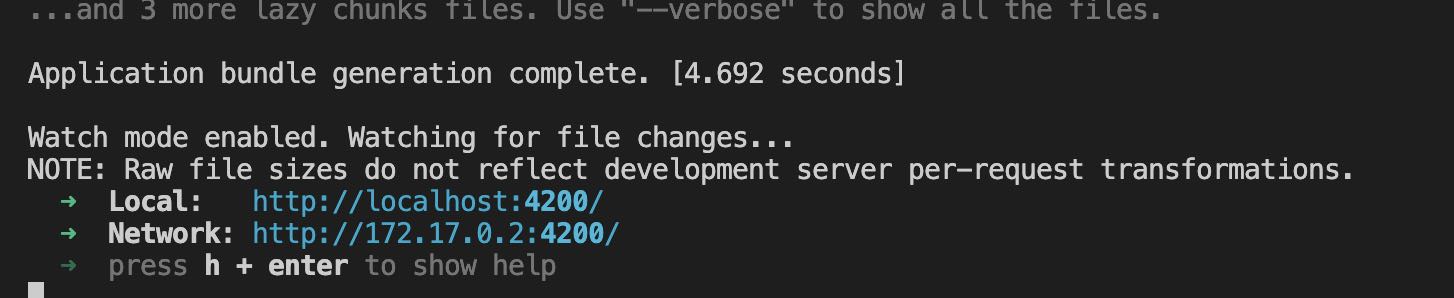 ...and 3 more lazy chunks files. Use "--verbose" to show all the files.
Application bundle generation complete. [4.692 seconds]
Watch mode enabled. Watching for file changes...
NOTE: Raw file sizes do not reflect development server per-request transformations.
➜ Local: http://localhost:4200/
➜ Network: http://172.17.0.2:4200/
➜ press h + enter to show help